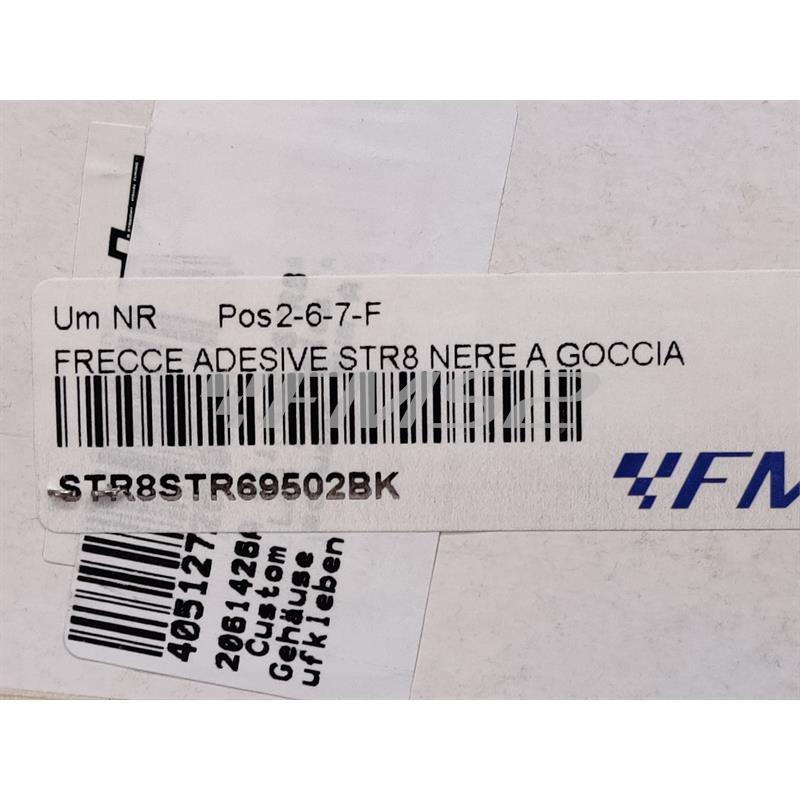 Um NR Pos2-6-7-F
FRECCE ADESIVE STR8 NERE A GOCCIA
STR8STR69502BK
FM
405127
2061426
Custom
Gehäuse
ufkleben